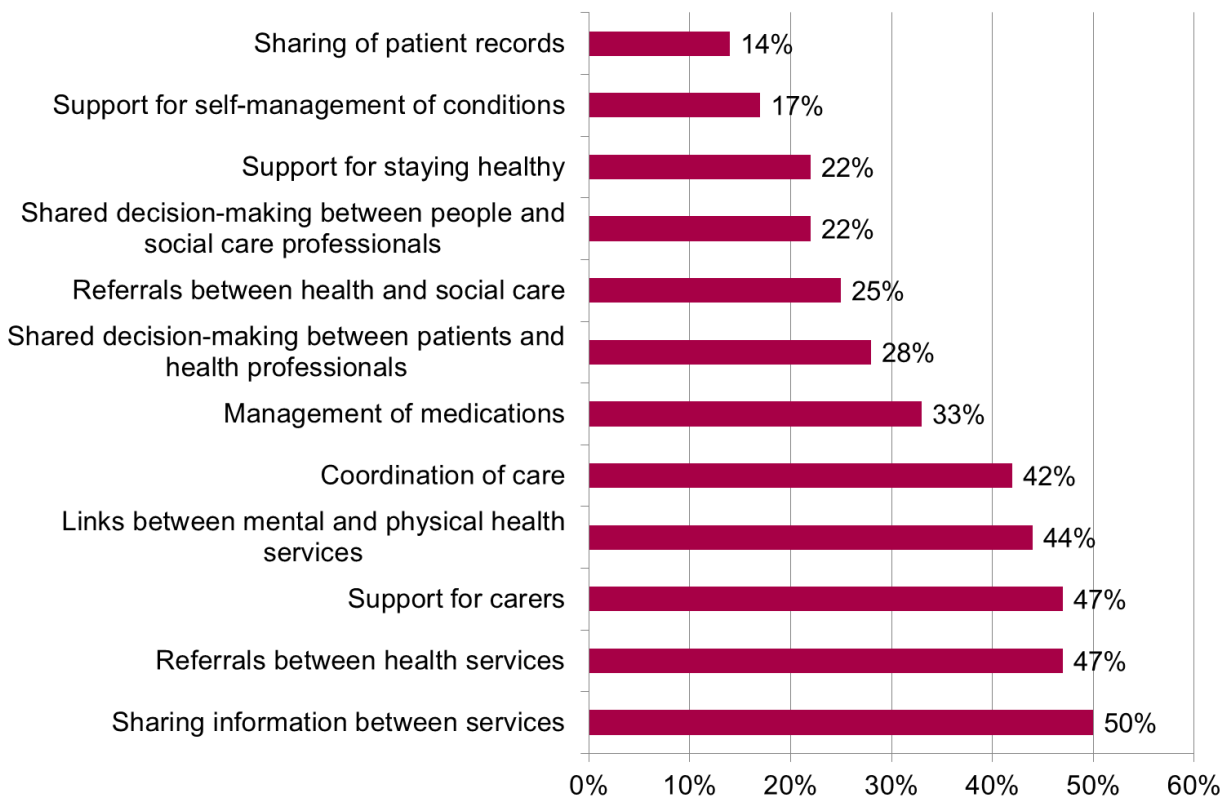 Sharing of patient records 14%
Support for self-management of conditions 17%
Support for staying healthy 22%
Shared decision-making between people and
social care professionals 22%
Referrals between health and social care 25%
Shared decision-making between patients and
health professionals 28%
Management of medications 33%
Coordination of care 42%
Links between mental and physical health
services 44%
Support for carers 47%
Referrals between health services 47%
Sharing information between services 50%
0% 10% 20% 30% 40% 50% 60%